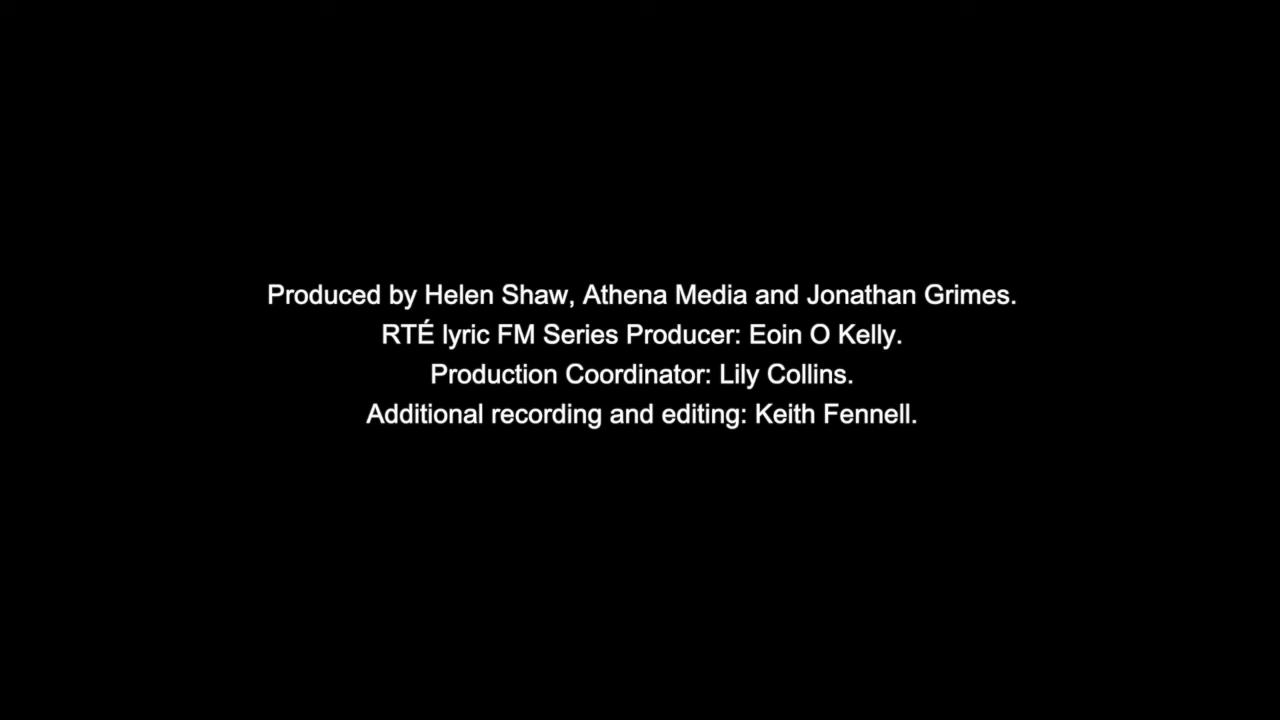 Produced by Helen Shaw, Athena Media and Jonathan Grimes.
RTÉ lyric FM Series Producer: Eoin O Kelly.
Production Coordinator: Lily Collins.
Additional recording and editing: Keith Fennell.